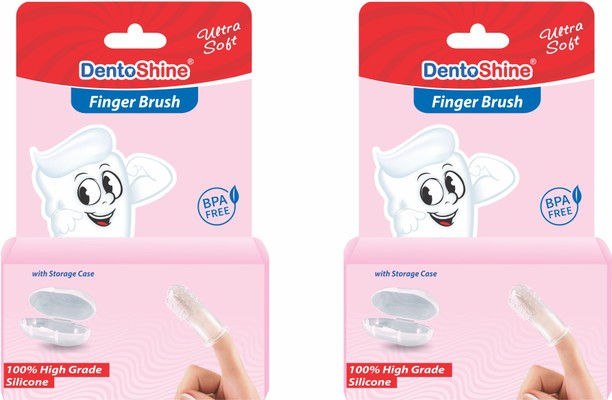 Ultra
Soft
DentoShine®
Finger Brush
BPA
FREE
with Storage Case
100% High Grade
Silicone
Ultra
Soft
DentoShine®
Finger Brush
BPA
FREE
with Storage Case
100% High Grade
Silicone